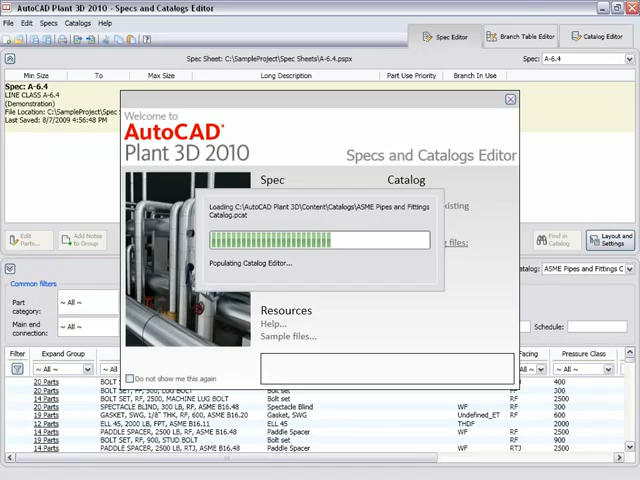 AutoCAD Plant 3D 2010 - Specs and Catalogs Editor
File Edit Specs Catalogs Help
Spec Editor Branch Table Editor Catalog Editor
Spec Sheet: C:\SampleProject\Spec Sheets\A-6.4.pspx Spec: A-6.4
Min Size To Max Size Long Description Part Use Priority Branch In Use
Spec: A-6.4
LINE CLASS A-6.4
(Demonstration)
File Location: C:\SampleProject\Spec
Last Saved: 8/7/2009 4:56:48 PM
Welcome to
AutoCAD
Plant 3D 2010
Specs and Catalogs Editor
Spec Catalog
Loading C:\AutoCAD Plant 3D\Content\Catalogs\ASME Pipes and Fittings
Catalog.pcat
Populating Catalog Editor...
Resources
Help...
Sample files...
Do not show me this again
Edit
Parts...
Add Notes
to Group
Find in
Catalog
Layout and
Settings
Common filters
Part
category:
~ All ~
Main end
connection:
~ All ~
ASME Pipes and Fittings C
Schedule:
Filter Expand Group Facing Pressure Class
~ All ~ ~ All ~
20 Parts Bolt set RF 400
20 Parts BOLT SET, RF, 300, LUG BOLT Bolt set RF 300
14 Parts BOLT SET, RF, 2500, MACHINE LUG BOLT Bolt set RF 2500
20 Parts SPECTACLE BLIND, 300 LB, RF, ASME B16.48 Spectacle Blind WF RF 300
19 Parts GASKET, SWG, 1/8" THK, RF, 600, ASME B16.20 Gasket, SWG Undefined_ET RF 600
12 Parts ELL 45, 2000 LB, FPT, ASME B16.11 ELL 45 THDF 2000
14 Parts PADDLE SPACER, 2500 LB, RF, ASME B16.48 Paddle Spacer WF RF 2500
19 Parts BOLT SET, RF, 900, STUD BOLT Bolt set RF 900
14 Parts PADDLE SPACER, 2500 LB, RTJ, ASME B16.48 Paddle Spacer WF RTJ 2500